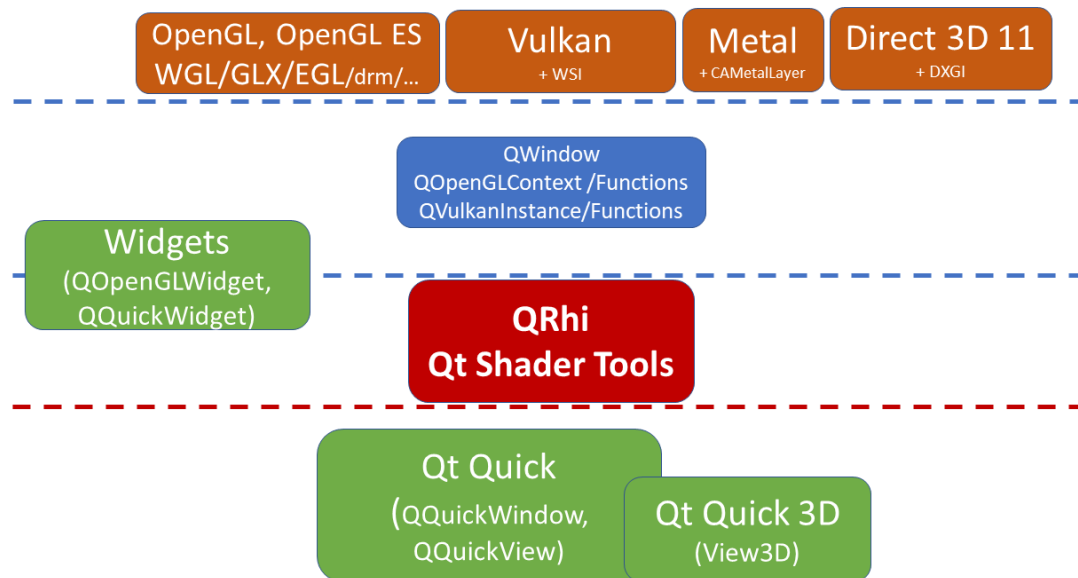 OpenGL, OpenGL ES
WGL/GLX/EGL/drm/...
Vulkan
+ WSI
Metal
+ CAMetalLayer
Direct 3D 11
+ DXGI
QWindow
QOpenGLContext /Functions
QVulkanInstance/Functions
Widgets
(QOpenGLWidget,
QQuickWidget)
QRhi
Qt Shader Tools
Qt Quick
(QQuickWindow,
QQuickView)
Qt Quick 3D
(View3D)